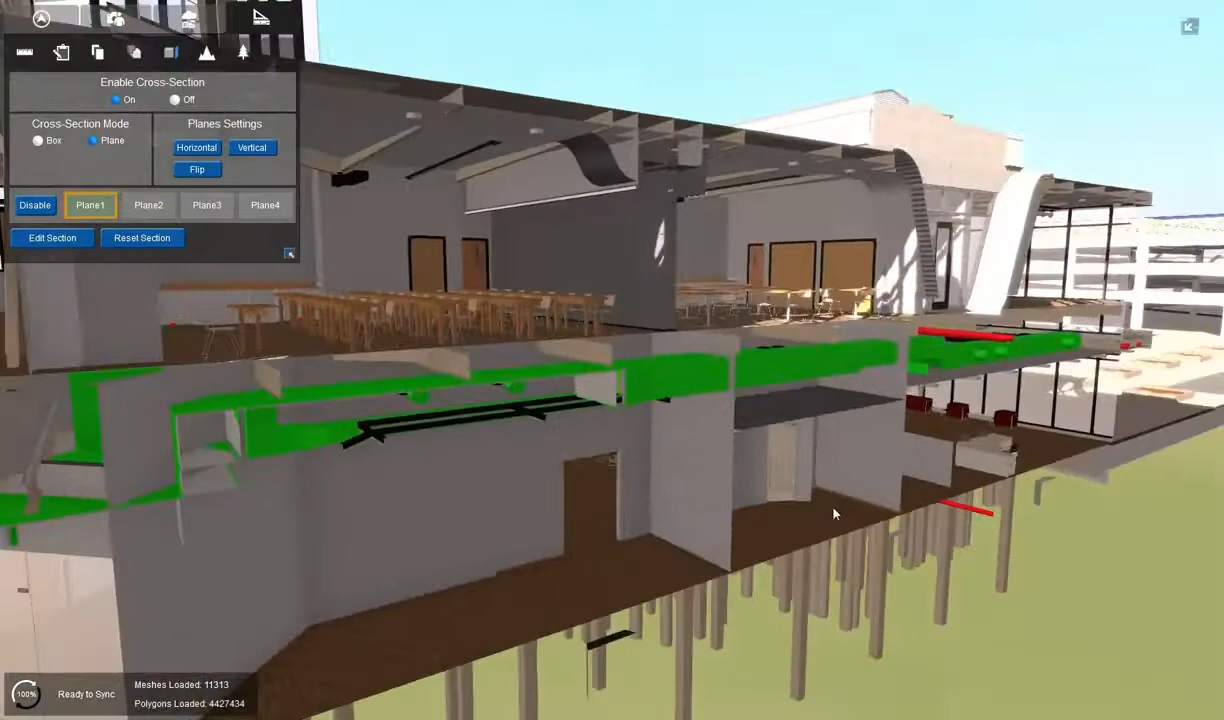 Enable Cross-Section
On Off
Cross-Section Mode
Box Plane
Planes Settings
Horizontal Vertical
Flip
Disable Plane1 Plane2 Plane3 Plane4
Edit Section Reset Section
100% Ready to Sync
Meshes Loaded: 11313
Polygons Loaded: 4427434